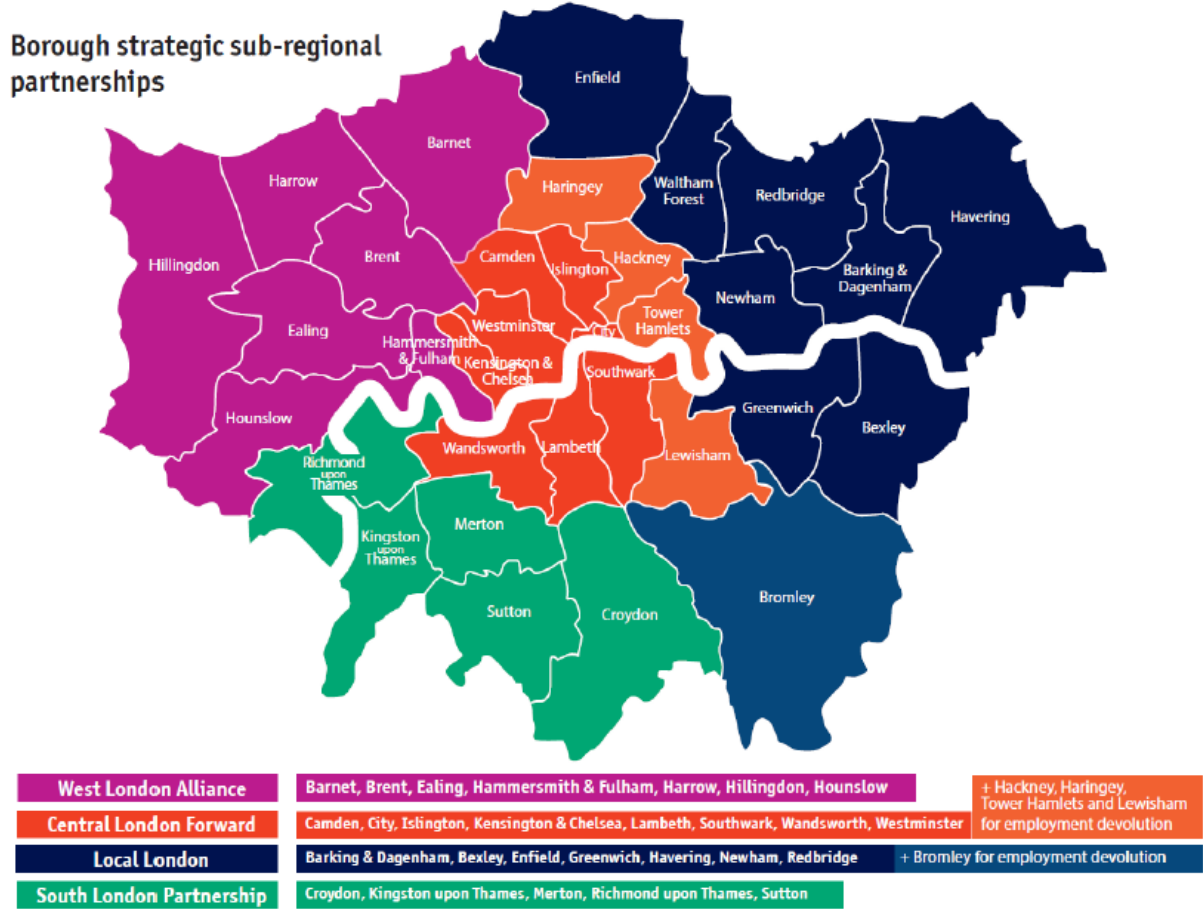 Borough strategic sub-regional
partnerships
Enfield
Barnet
Harrow
Haringey
Waltham
Forest
Redbridge
Havering
Hillingdon
Brent
Camden
Islington
Hackney
Barking &
Dagenham
Newham
Ealing
Westminster
City
Tower
Hamlets
Hammersmith
& Fulham
Kensington &
Chelsea
Southwark
Hounslow
Greenwich
Bexley
Wandsworth
Lambeth
Lewisham
Richmond
upon
Thames
Kingston
upon
Thames
Merton
Sutton
Croydon
Bromley
West London Alliance
Barnet, Brent, Ealing, Hammersmith & Fulham, Harrow, Hillingdon, Hounslow
+ Hackney, Haringey,
Tower Hamlets and Lewisham
for employment devolution
Central London Forward
Camden, City, Islington, Kensington & Chelsea, Lambeth, Southwark, Wandsworth, Westminster
Local London
Barking & Dagenham, Bexley, Enfield, Greenwich, Havering, Newham, Redbridge
+ Bromley for employment devolution
South London Partnership
Croydon, Kingston upon Thames, Merton, Richmond upon Thames, Sutton